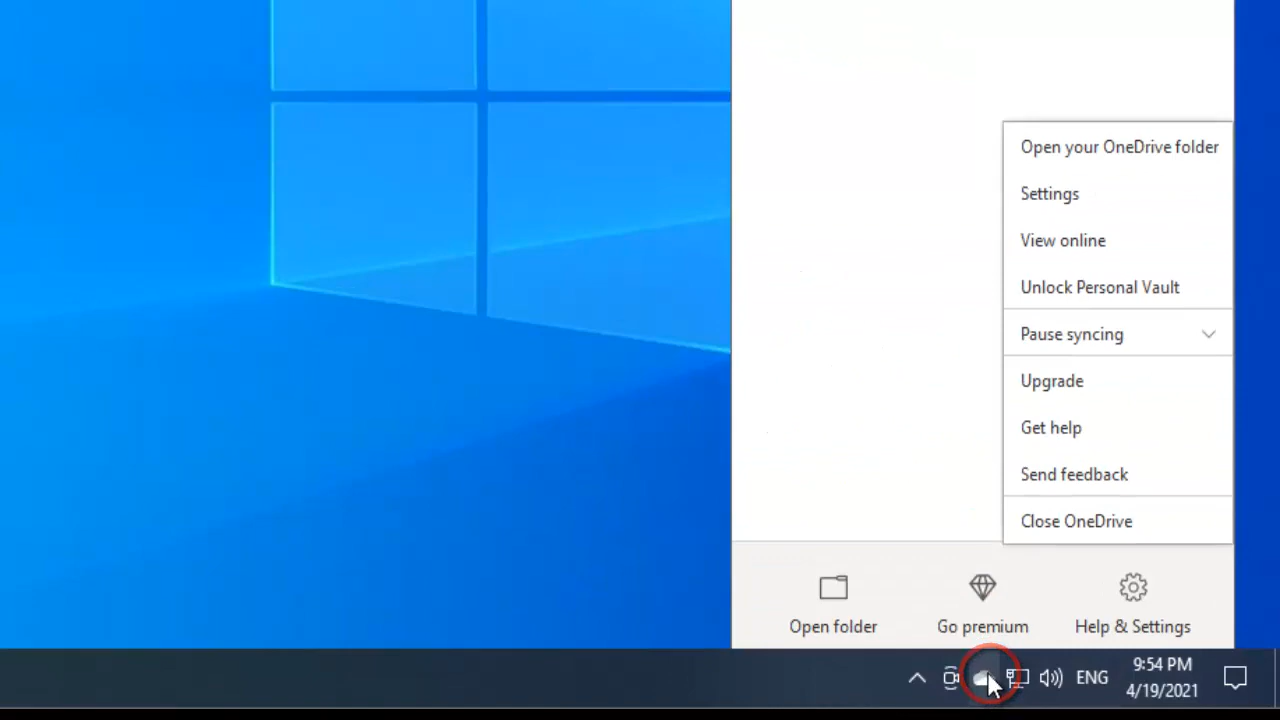 Open your OneDrive folder
Settings
View online
Unlock Personal Vault
Pause syncing
Upgrade
Get help
Send feedback
Close OneDrive
Open folder
Go premium
Help & Settings
ENG
9:54 PM
4/19/2021